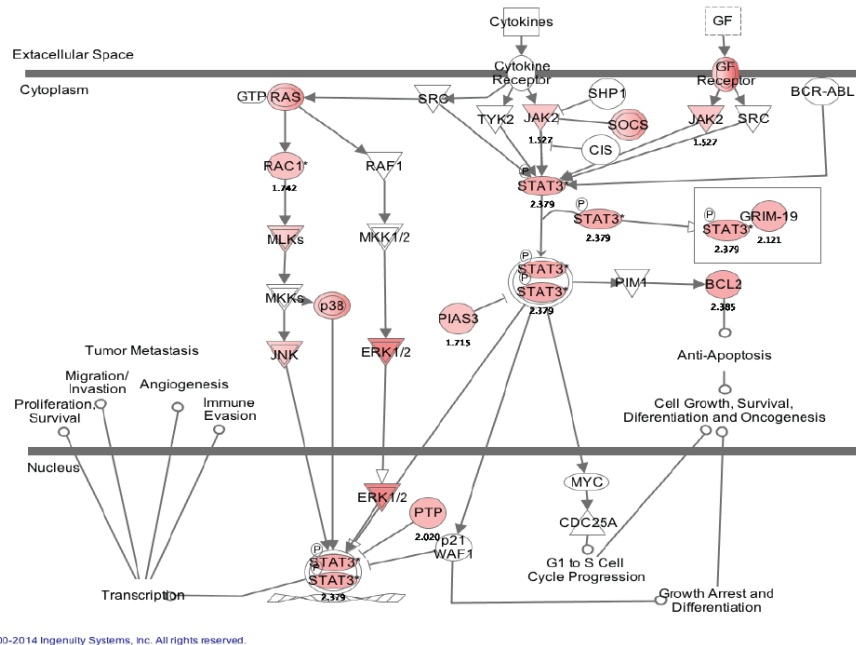 Cytokines
GF
Extacellular Space
Cytokine
Receptor
GF
Receptor
Cytoplasm
GTP
RAS
SRC
SHP1
BCR-ABL
TYK2
JAK2
1.527
SOCS
JAK2
1.527
SRC
CIS
RAC1*
1.742
RAF1
P
STAT3*
2.379
P
STAT3*
2.379
P
STAT3*
2.379
GRIM-19
2.121
MLKs
MKK1/2
P
STAT3*
P
STAT3*
2.379
PIM1
BCL2
2.385
MKKs
p38
PIAS3
1.715
JNK
ERK1/2
Anti-Apoptosis
Tumor Metastasis
Migration/
Invastion
Angiogenesis
Proliferation,
Survival
Immune
Evasion
Cell Growth, Survival,
Diferentiation and Oncogenesis
Nucleus
ERK1/2
MYC
PTP
2.020
CDC25A
p21
WAF1
P
STAT3*
P
STAT3*
2.379
G1 to S Cell
Cycle Progression
Transcription
Growth Arrest and
Differentiation
00-2014 Ingenuity Systems, Inc. All rights reserved.